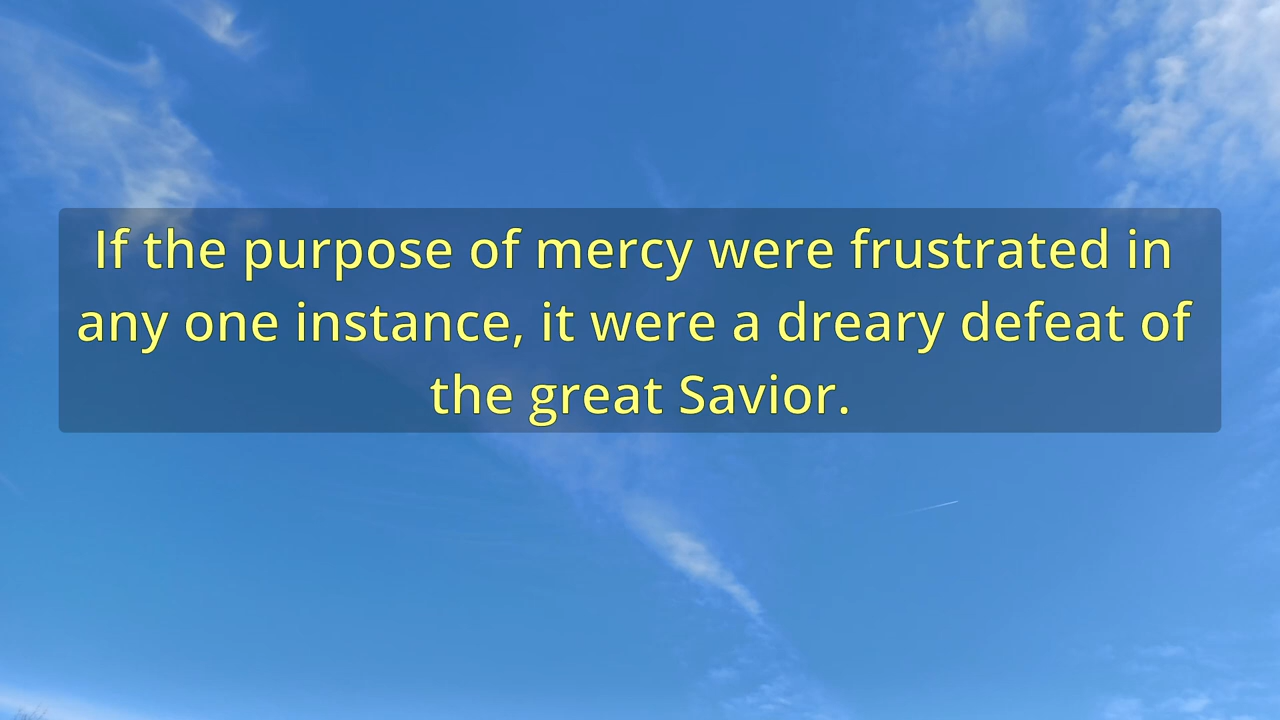 If the purpose of mercy were frustrated in
any one instance, it were a dreary defeat of
the great Savior.